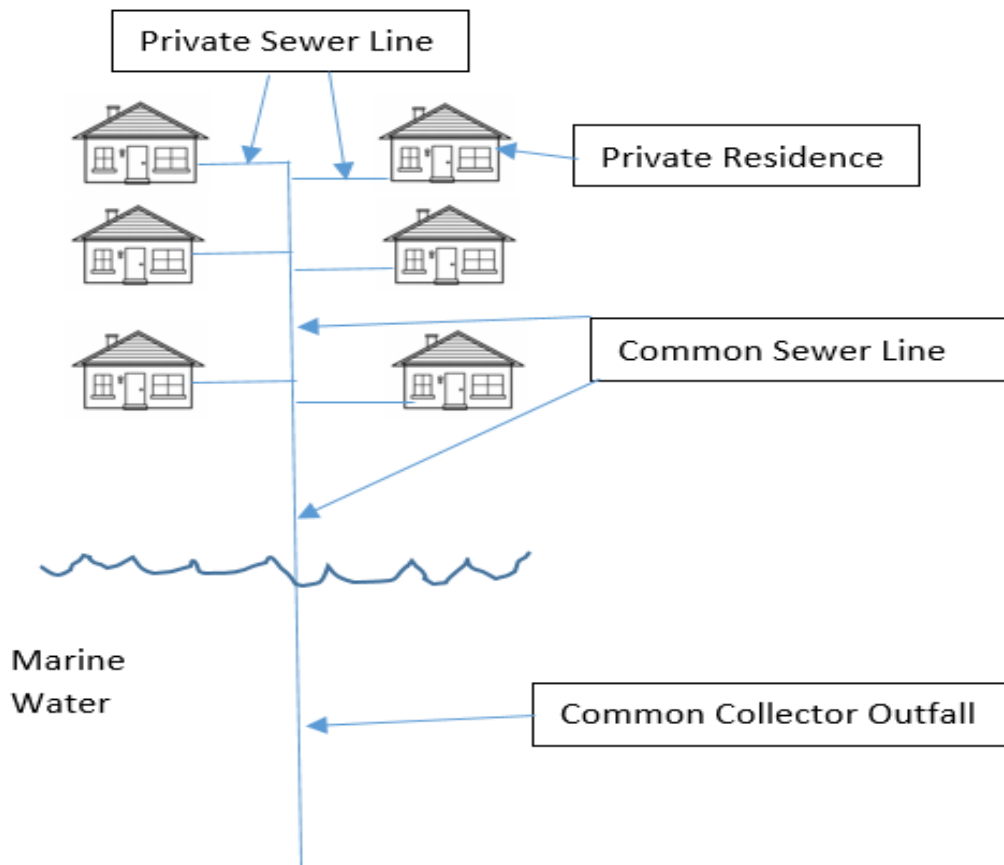 Private Sewer Line
Private Residence
Common Sewer Line
Marine
Water
Common Collector Outfall